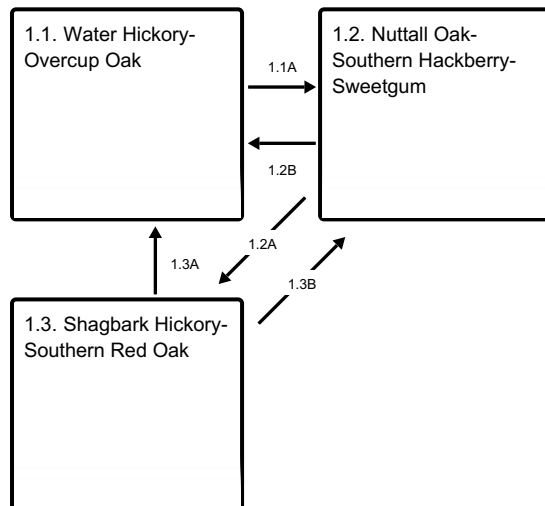 1.1. Water Hickory-
Overcup Oak
1.2. Nuttall Oak-
Southern Hackberry-
Sweetgum
1.1A
1.2B
1.2A
1.3A
1.3B
1.3. Shagbark Hickory-
Southern Red Oak